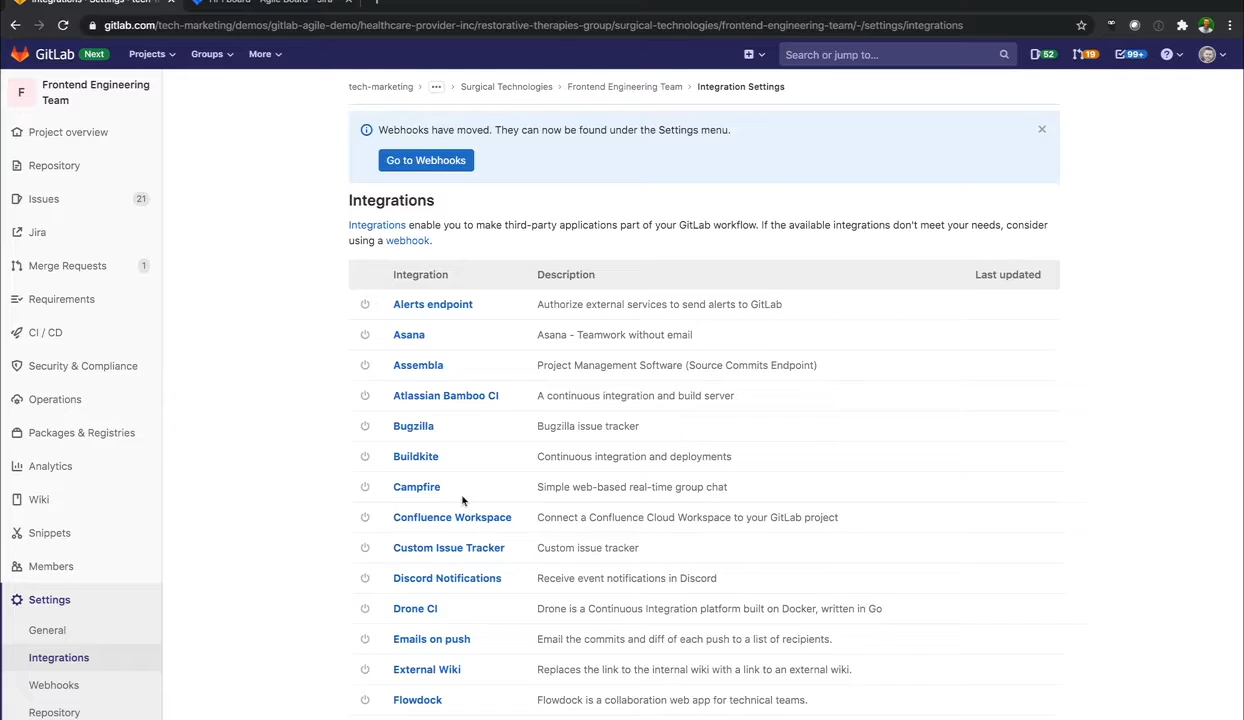 Integrations · Settings · tech-m
HPI board - Agile Board - Jira
gitlab.com/tech-marketing/demos/gitlab-agile-demo/healthcare-provider-inc/restorative-therapies-group/surgical-technologies/frontend-engineering-team/-/settings/integrations
GitLab Next Projects Groups More Search or jump to... 52 19 99+
F Frontend Engineering Team
Project overview
Repository
Issues 21
Jira
Merge Requests 1
Requirements
CI / CD
Security & Compliance
Operations
Packages & Registries
Analytics
Wiki
Snippets
Members
Settings
General
Integrations
Webhooks
Repository
tech-marketing › ••• › Surgical Technologies › Frontend Engineering Team › Integration Settings
Webhooks have moved. They can now be found under the Settings menu.
Go to Webhooks
Integrations
Integrations enable you to make third-party applications part of your GitLab workflow. If the available integrations don't meet your needs, consider
using a webhook.
Integration Description Last updated
Alerts endpoint Authorize external services to send alerts to GitLab
Asana Asana - Teamwork without email
Assembla Project Management Software (Source Commits Endpoint)
Atlassian Bamboo CI A continuous integration and build server
Bugzilla Bugzilla issue tracker
Buildkite Continuous integration and deployments
Campfire Simple web-based real-time group chat
Confluence Workspace Connect a Confluence Cloud Workspace to your GitLab project
Custom Issue Tracker Custom issue tracker
Discord Notifications Receive event notifications in Discord
Drone CI Drone is a Continuous Integration platform built on Docker, written in Go
Emails on push Email the commits and diff of each push to a list of recipients.
External Wiki Replaces the link to the internal wiki with a link to an external wiki.
Flowdock Flowdock is a collaboration web app for technical teams.